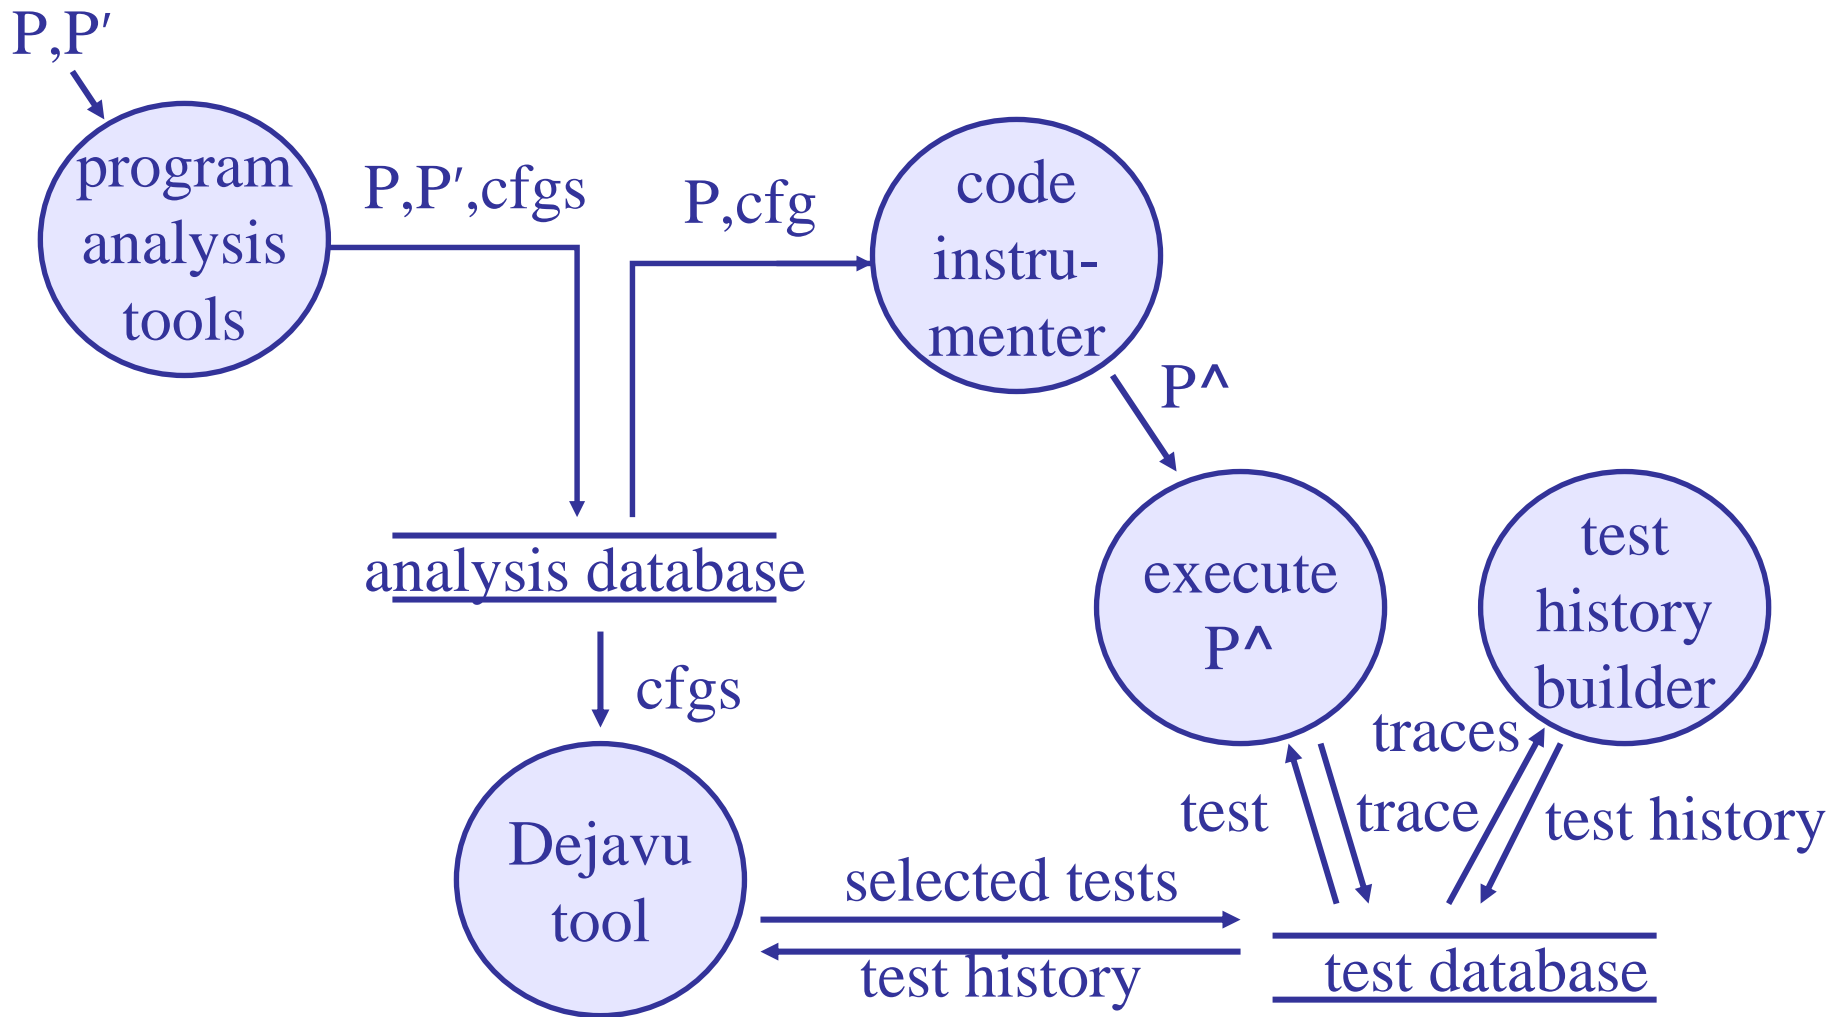 P,P′
program
analysis
tools
P,P′,cfgs
P,cfg
code
instru-
menter
P^
analysis database
cfgs
execute
P^
test
history
builder
traces
test
trace
test history
Dejavu
tool
selected tests
test history
test database